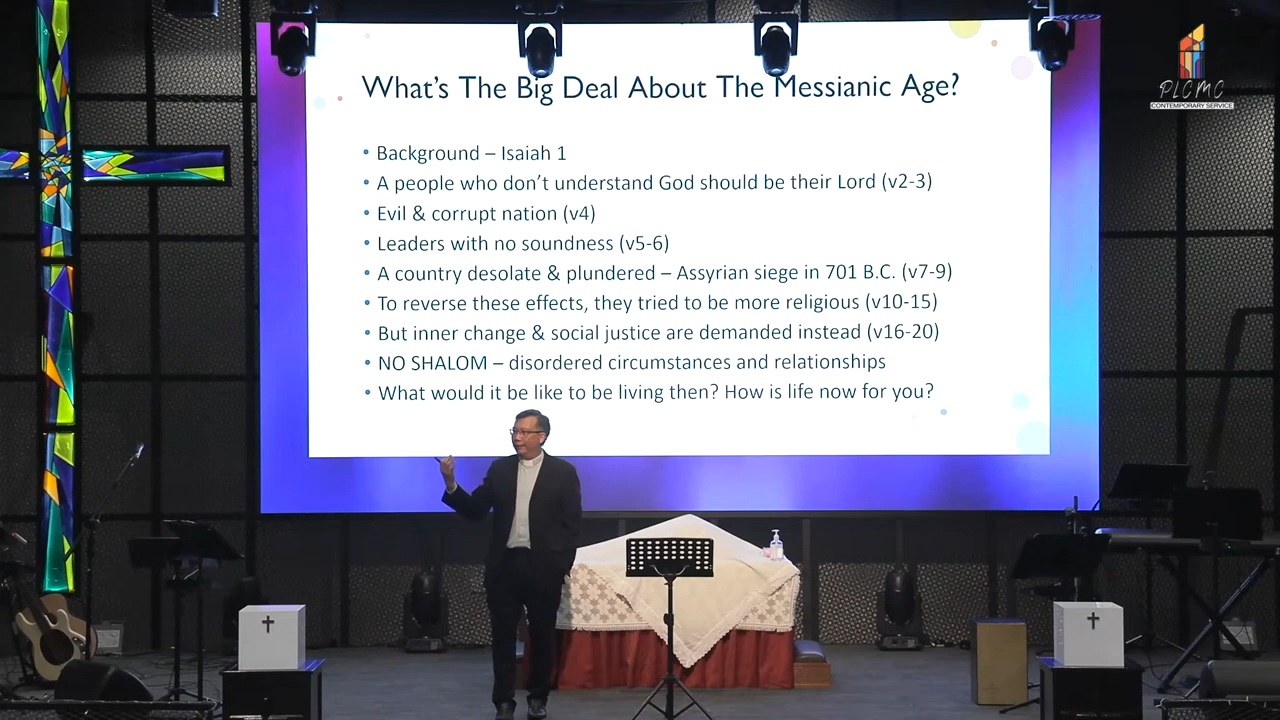 What's The Big Deal About The Messianic Age?
PLCMC
CONTEMPORARY SERVICE
• Background – Isaiah 1
• A people who don't understand God should be their Lord (v2-3)
• Evil & corrupt nation (v4)
• Leaders with no soundness (v5-6)
• A country desolate & plundered – Assyrian siege in 701 B.C. (v7-9)
• To reverse these effects, they tried to be more religious (v10-15)
• But inner change & social justice are demanded instead (v16-20)
• NO SHALOM – disordered circumstances and relationships
• What would it be like to be living then? How is life now for you?